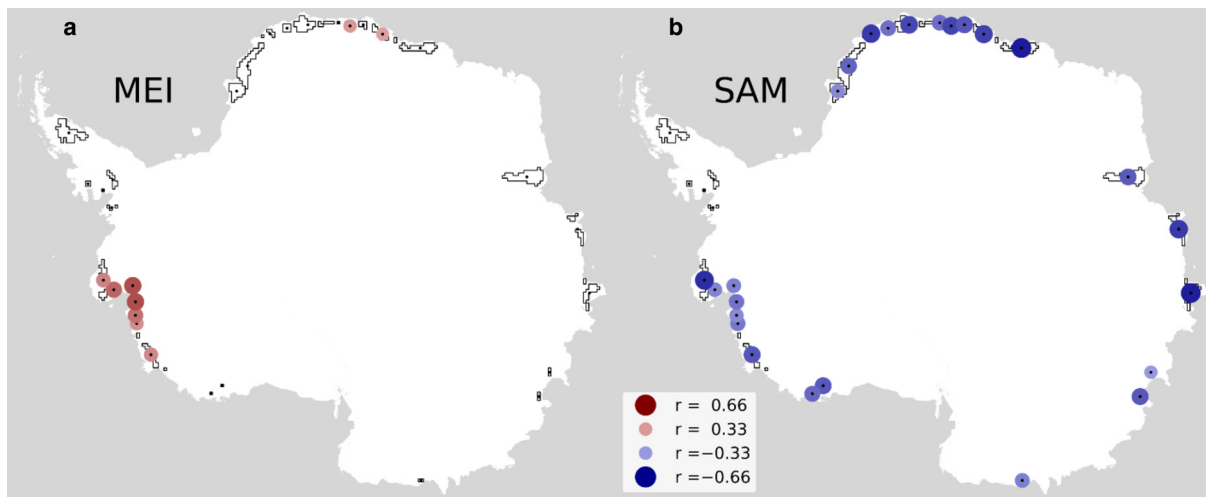 a
MEI
b
SAM
r = 0.66
r = 0.33
r =−0.33
r =−0.66